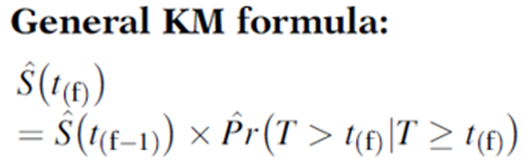 General KM formula:
Ŝ(t₍f₎)
= Ŝ(t₍f₋₁₎) × P̂r(T > t₍f₎|T ≥ t₍f₎)